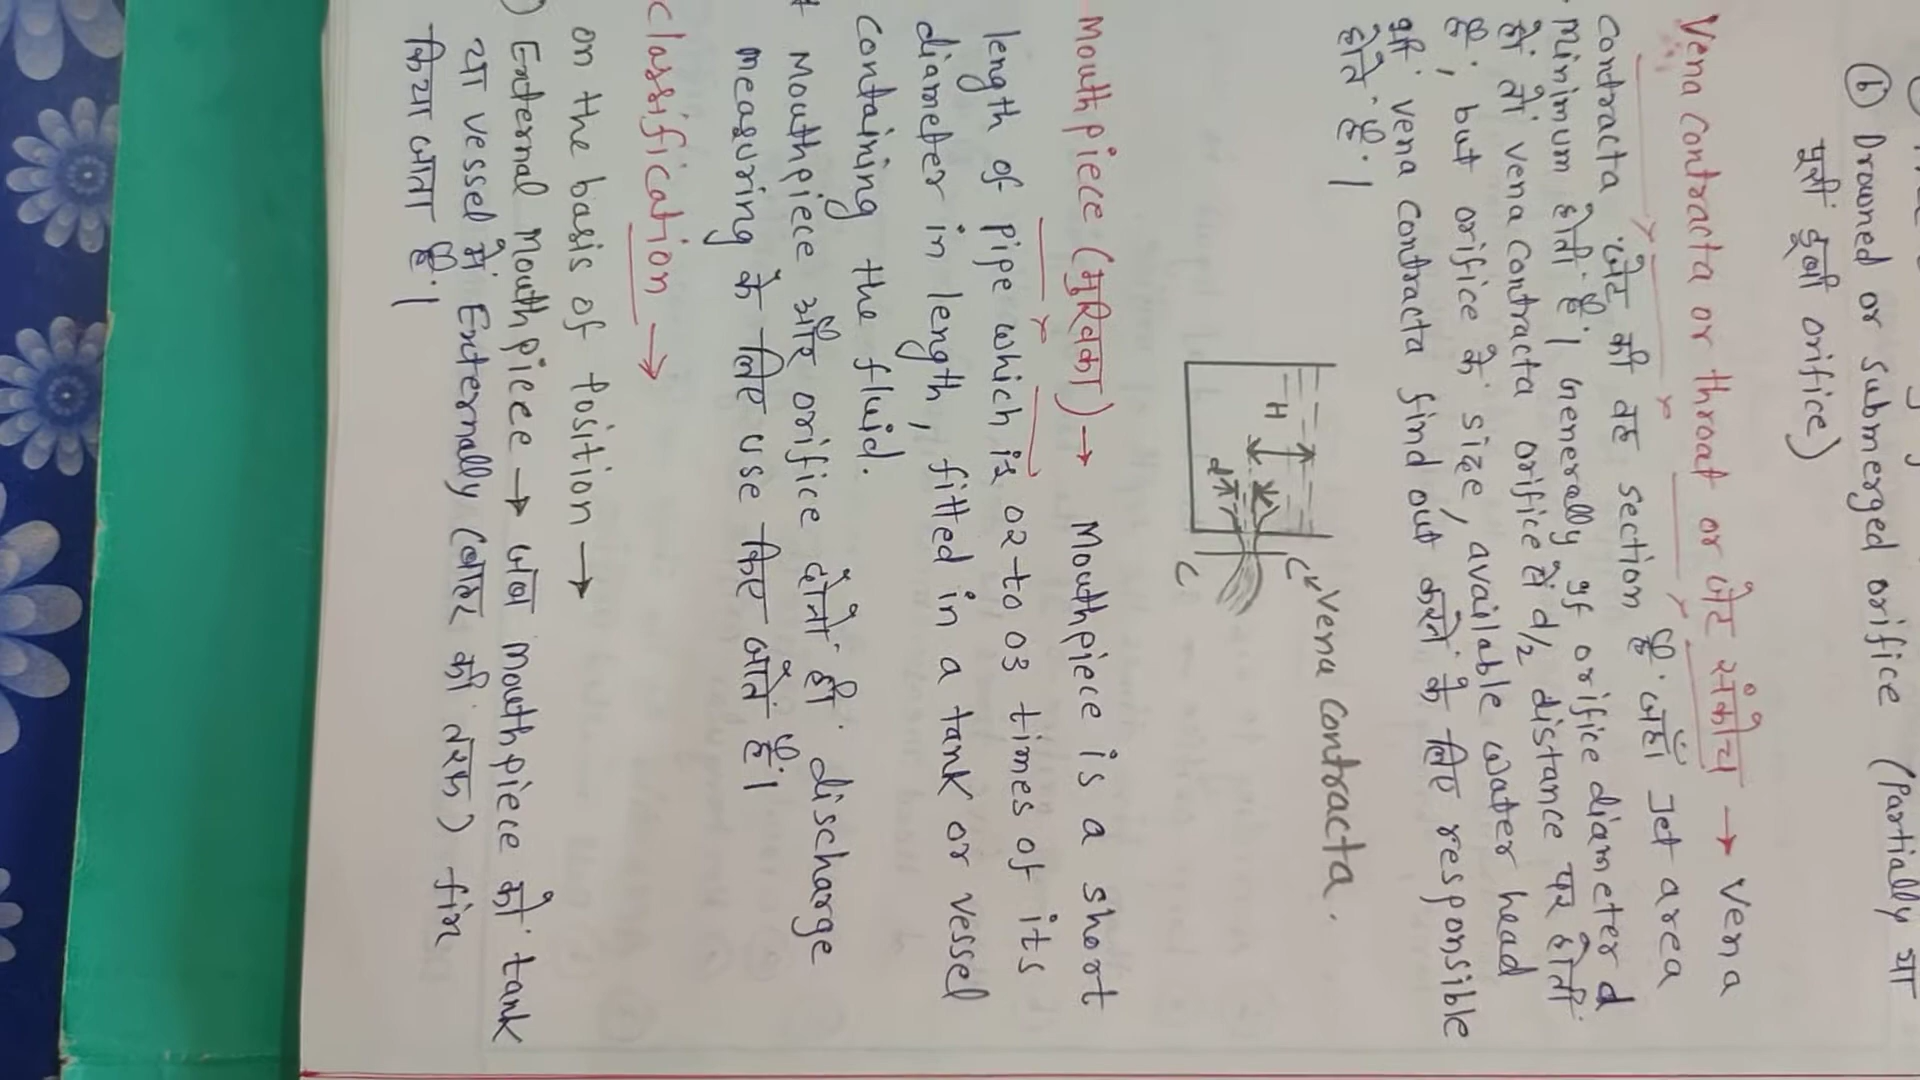 ⓑ Drowned or submerged orifice (Partially या
पूरी डूबी orifice)
Vena contracta or throat or जेट संकोच → Vena
contracta जेट की वह section है जहाँ Jet area
minimum होती है। Generally If orifice diameter d
हो तो vena contracta orifice से d/2 distance पर होती
है, but orifice के size, available water head
भी vena contracta find out करने के लिए responsible
होते है।
C
Vena contracta.
H
d
C
Mouthpiece (मुखिका) → Mouthpiece is a short
length of pipe which is 02 to 03 times of its
diameter in length, fitted in a tank or vessel
containing the fluid.
Mouthpiece और orifice दोनो ही discharge
measuring के लिए use किए जाते है।
Classification →
on the basis of Position →
External Mouthpiece → जब mouthpiece को tank
या vessel में Externally (बाहर की तरफ) fix
किया जाता है।